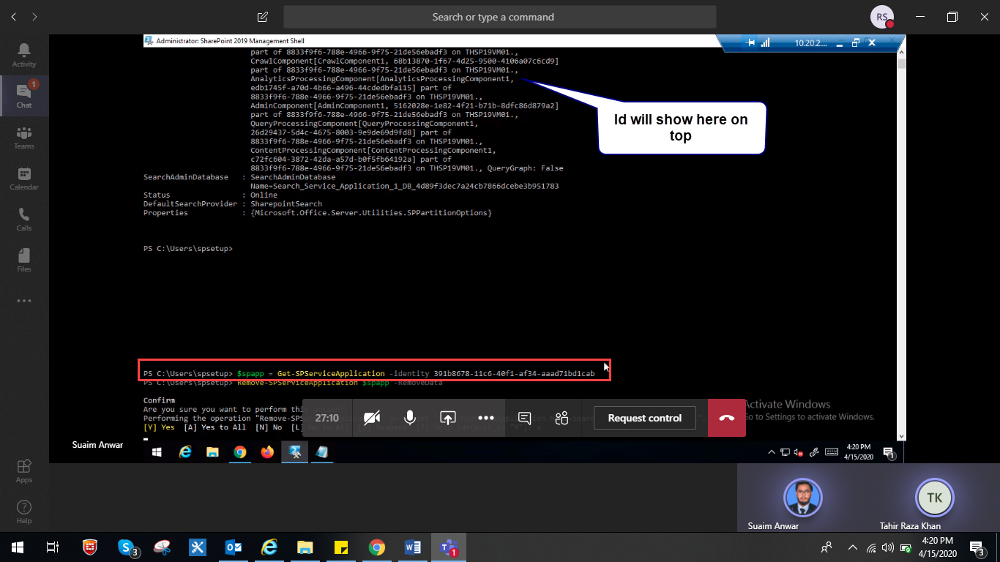 Search or type a command
RS
Activity
1
Chat
Teams
Calendar
Calls
Files
Apps
Help
Administrator: SharePoint 2019 Management Shell
10.20.2....
part of 8833f9f6-788e-4966-9f75-21de56ebadf3 on THSP19VM01.,
CrawlComponent[CrawlComponent1, 68b13870-1f67-4d25-9500-4106a07c6cd9]
part of 8833f9f6-788e-4966-9f75-21de56ebadf3 on THSP19VM01.,
AnalyticsProcessingComponent[AnalyticsProcessingComponent1,
edb1745f-a70d-4b66-a496-44cdedbfa115] part of
8833f9f6-788e-4966-9f75-21de56ebadf3 on THSP19VM01.,
AdminComponent[AdminComponent1, 5162028e-1e82-4f21-b71b-8dfc86d879a2]
part of 8833f9f6-788e-4966-9f75-21de56ebadf3 on THSP19VM01.,
QueryProcessingComponent[QueryProcessingComponent1,
26d29437-5d4c-4675-8003-9e9de69d9fd8] part of
8833f9f6-788e-4966-9f75-21de56ebadf3 on THSP19VM01.,
ContentProcessingComponent[ContentProcessingComponent1,
c72fc604-3872-42da-a57d-b0f5fb64192a] part of
8833f9f6-788e-4966-9f75-21de56ebadf3 on THSP19VM01., QueryGraph: False
SearchAdminDatabase : SearchAdminDatabase
Name=Search_Service_Application_1_DB_4d89f3dec7a24cb7866dcebe3b951783
Status : Online
DefaultSearchProvider : SharepointSearch
Properties : {Microsoft.Office.Server.Utilities.SPPartitionOptions}
Id will show here on
top
PS C:\Users\spsetup>
PS C:\Users\spsetup> $spapp = Get-SPServiceApplication -identity 391b8678-11c6-40f1-af34-aaad71bd1cab
PS C:\Users\spsetup> Remove-SPServiceApplication $spapp -RemoveData
Confirm
Are you sure you want to perform thi
Performing the operation "Remove-SPS
[Y] Yes [A] Yes to All [N] No [L]
27:10
Request control
Activate Windows
Go to Settings to activate Windows.
Suaim Anwar
4:20 PM
4/15/2020
1
TK
Suaim Anwar
Tahir Raza Khan
3
1
4:20 PM
4/15/2020
3